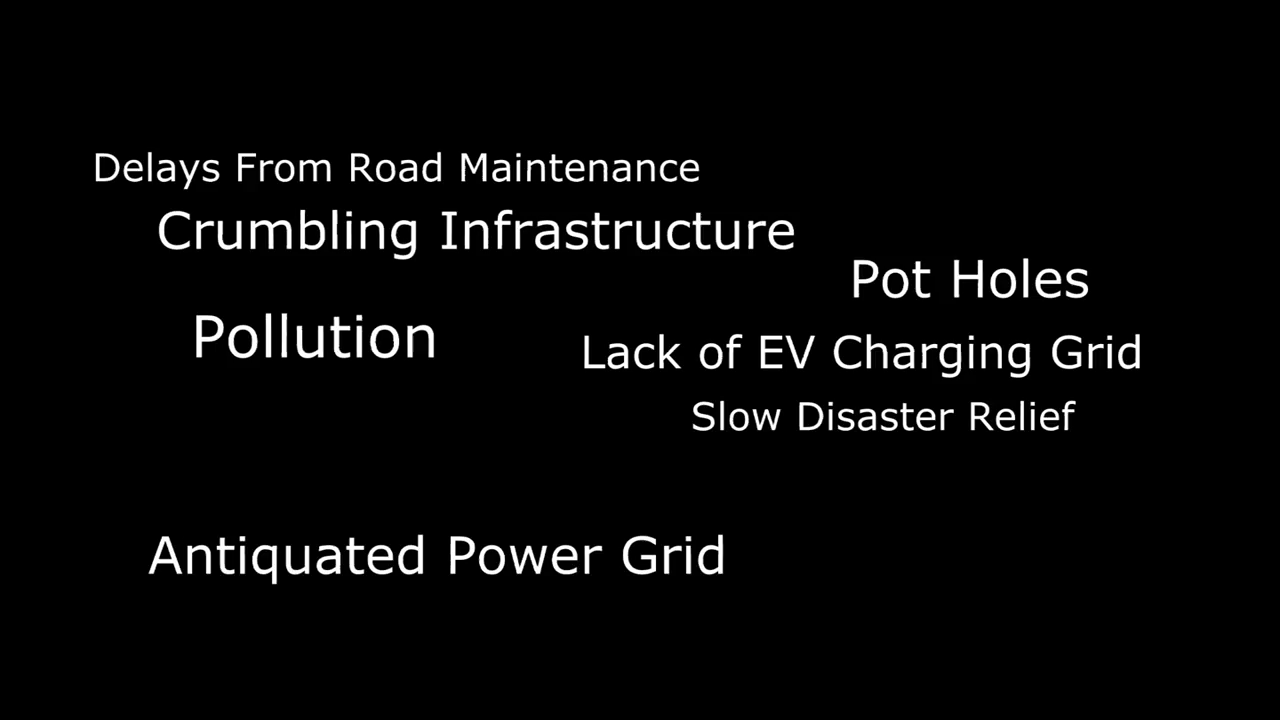 Delays From Road Maintenance
Crumbling Infrastructure
Pot Holes
Pollution
Lack of EV Charging Grid
Slow Disaster Relief
Antiquated Power Grid